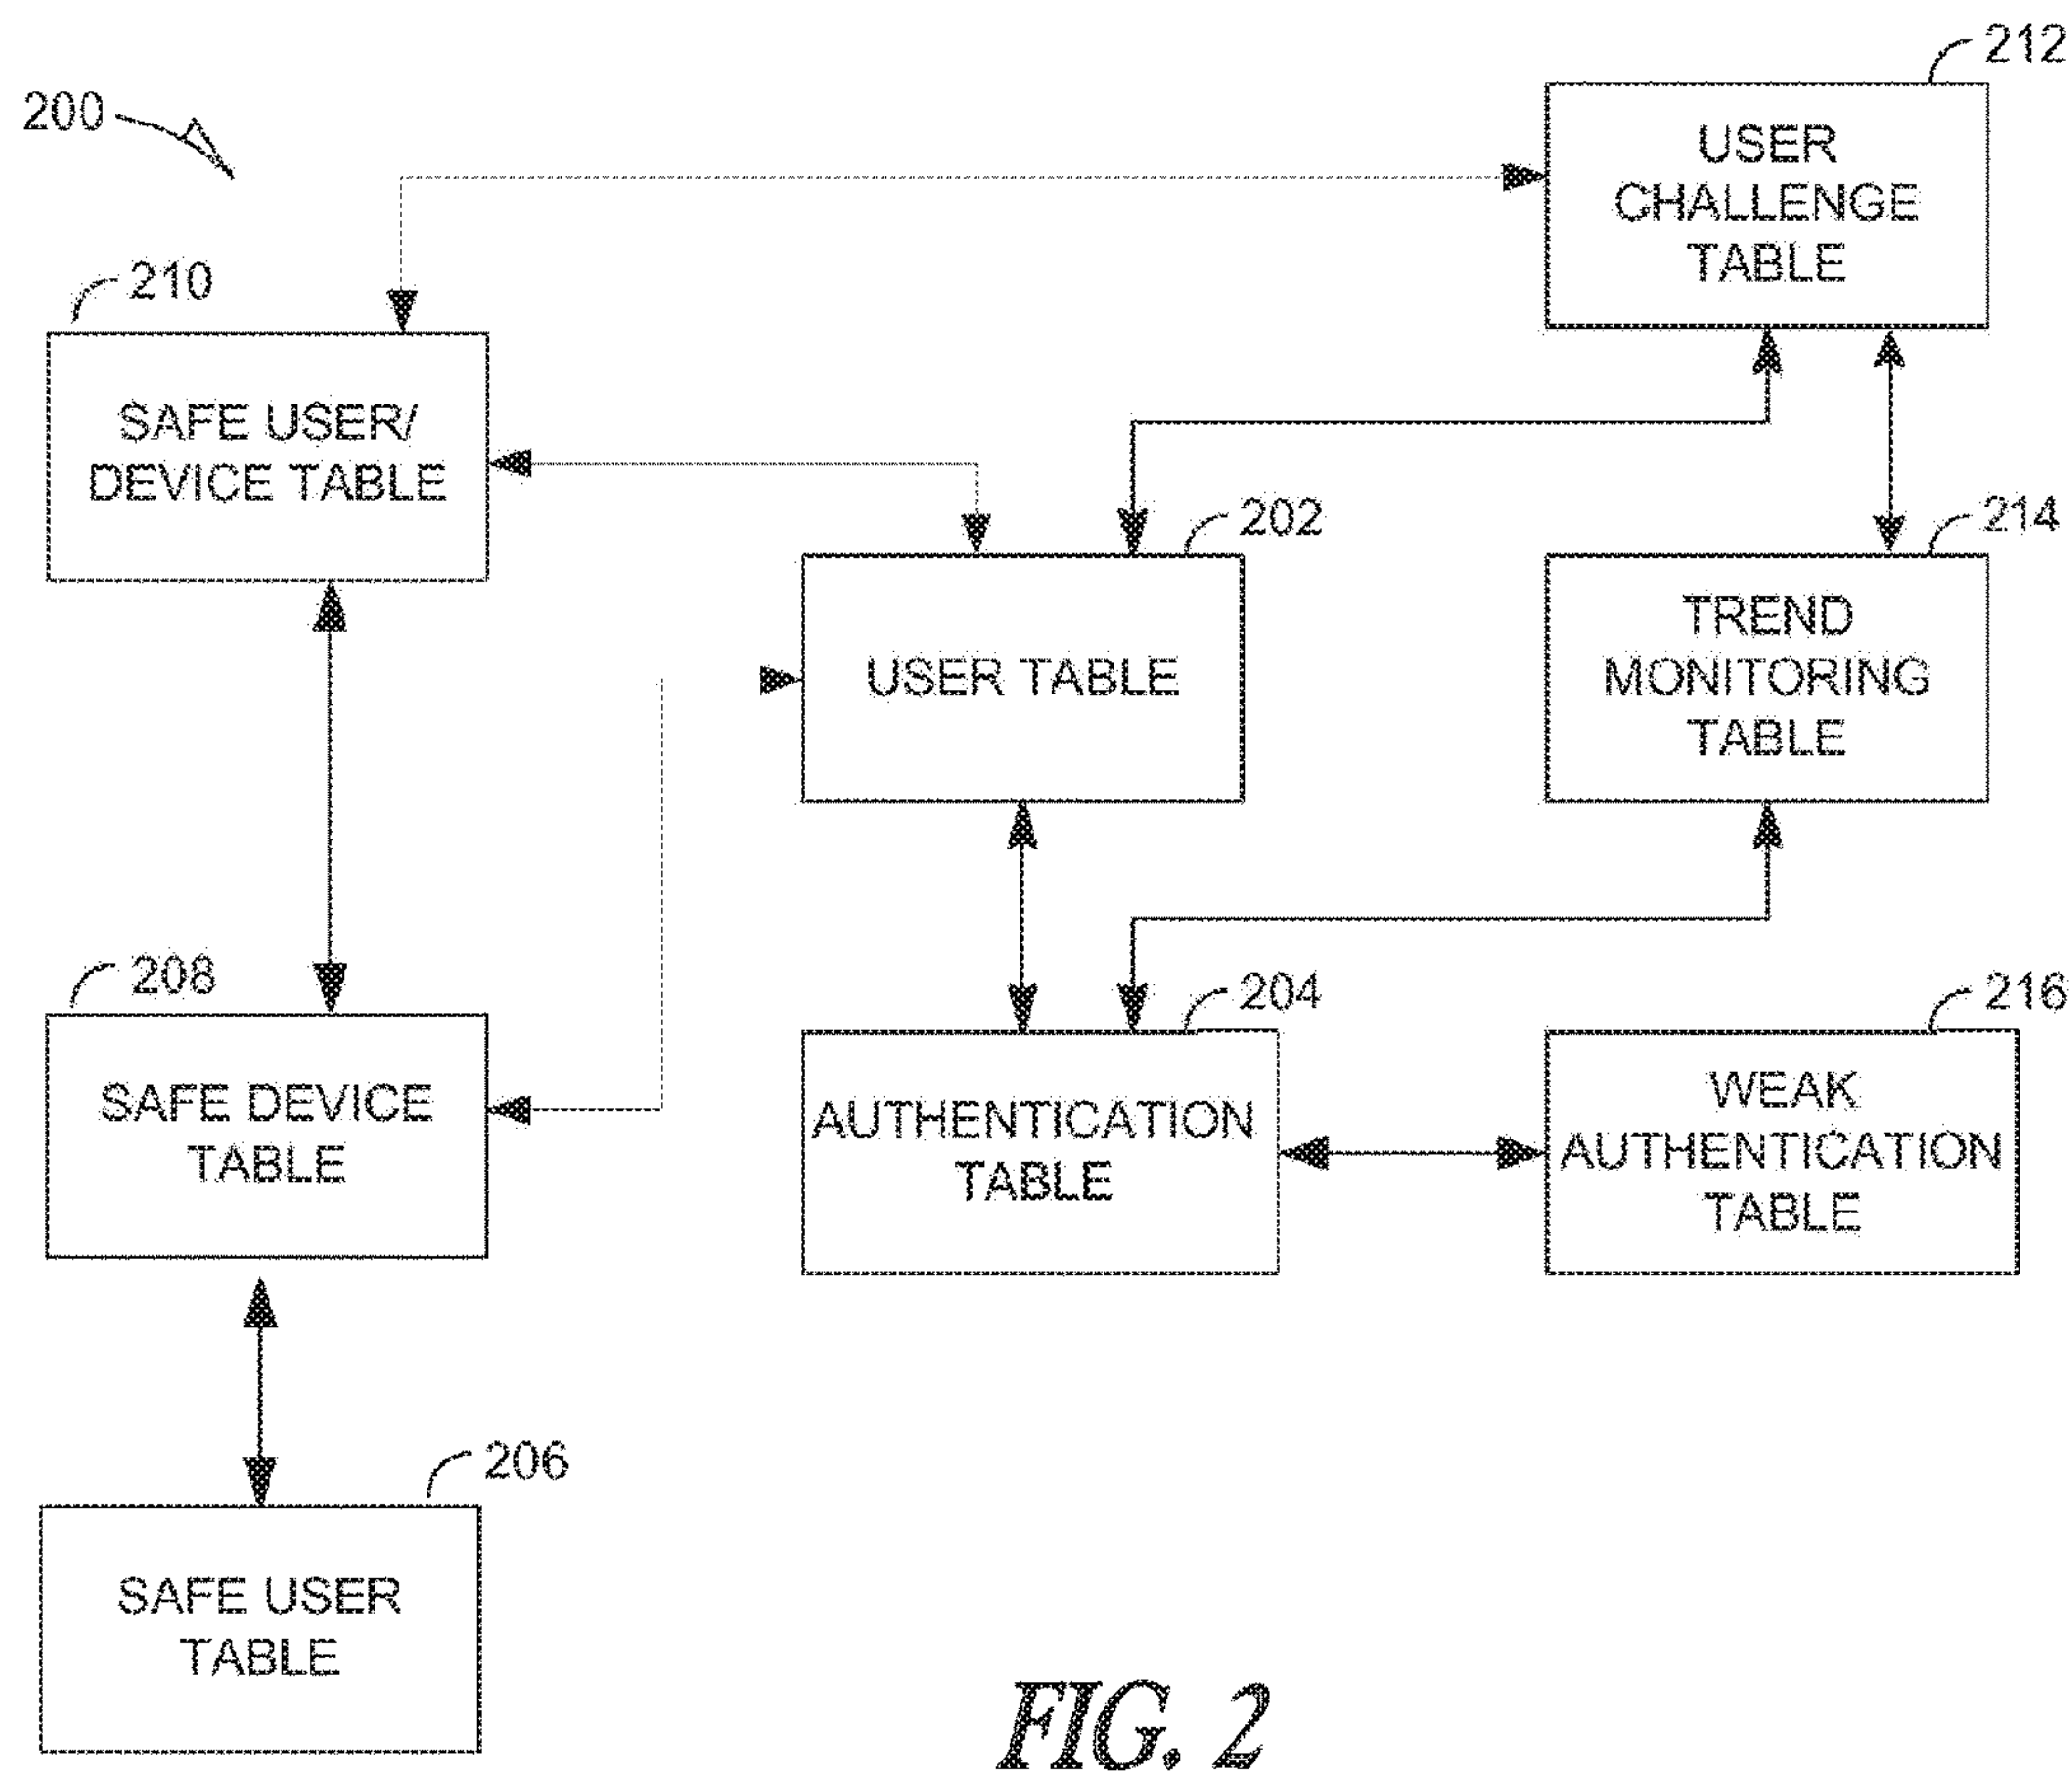 200
212
USER
CHALLENGE
TABLE
210
SAFE USER/
DEVICE TABLE
202
USER TABLE
214
TREND
MONITORING
TABLE
208
SAFE DEVICE
TABLE
204
AUTHENTICATION
TABLE
216
WEAK
AUTHENTICATION
TABLE
206
SAFE USER
TABLE
FIG. 2